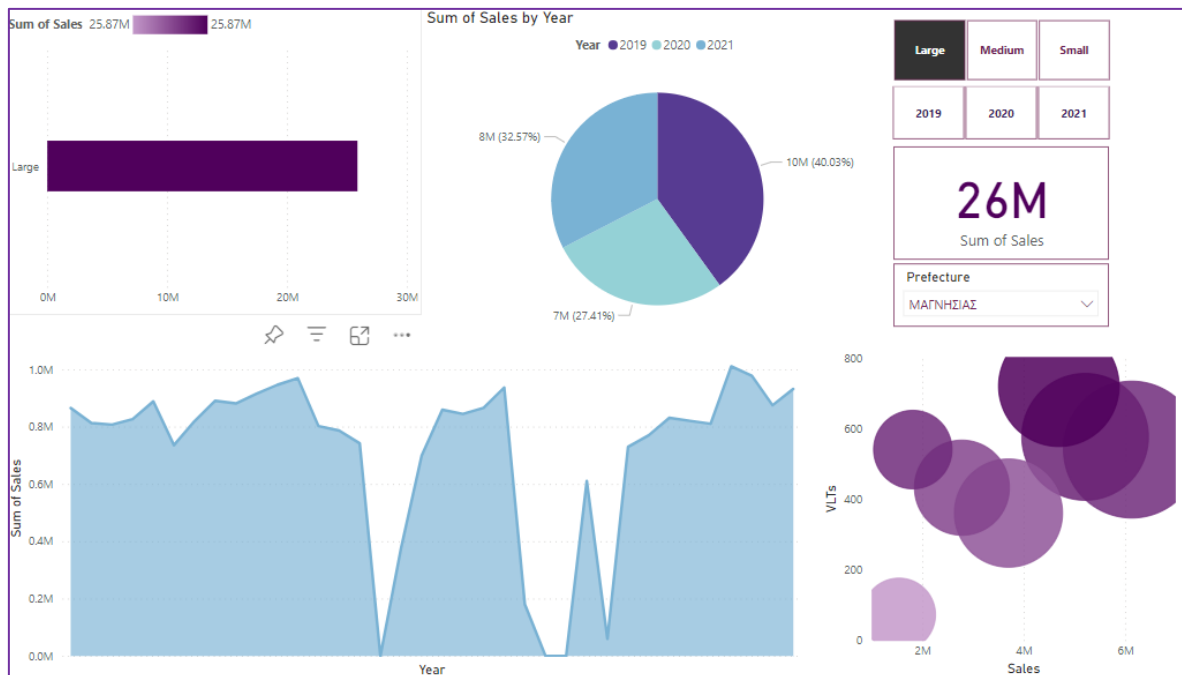 Sum of Sales 25.87M 25.87M
Large
0M 10M 20M 30M
Sum of Sales by Year
Year 2019 2020 2021
8M (32.57%)
10M (40.03%)
7M (27.41%)
Large Medium Small
2019 2020 2021
26M
Sum of Sales
Prefecture
ΜΑΓΝΗΣΙΑΣ
Sum of Sales
1.0M
0.8M
0.6M
0.4M
0.2M
0.0M
Year
VLTs
800
600
400
200
0
2M 4M 6M
Sales